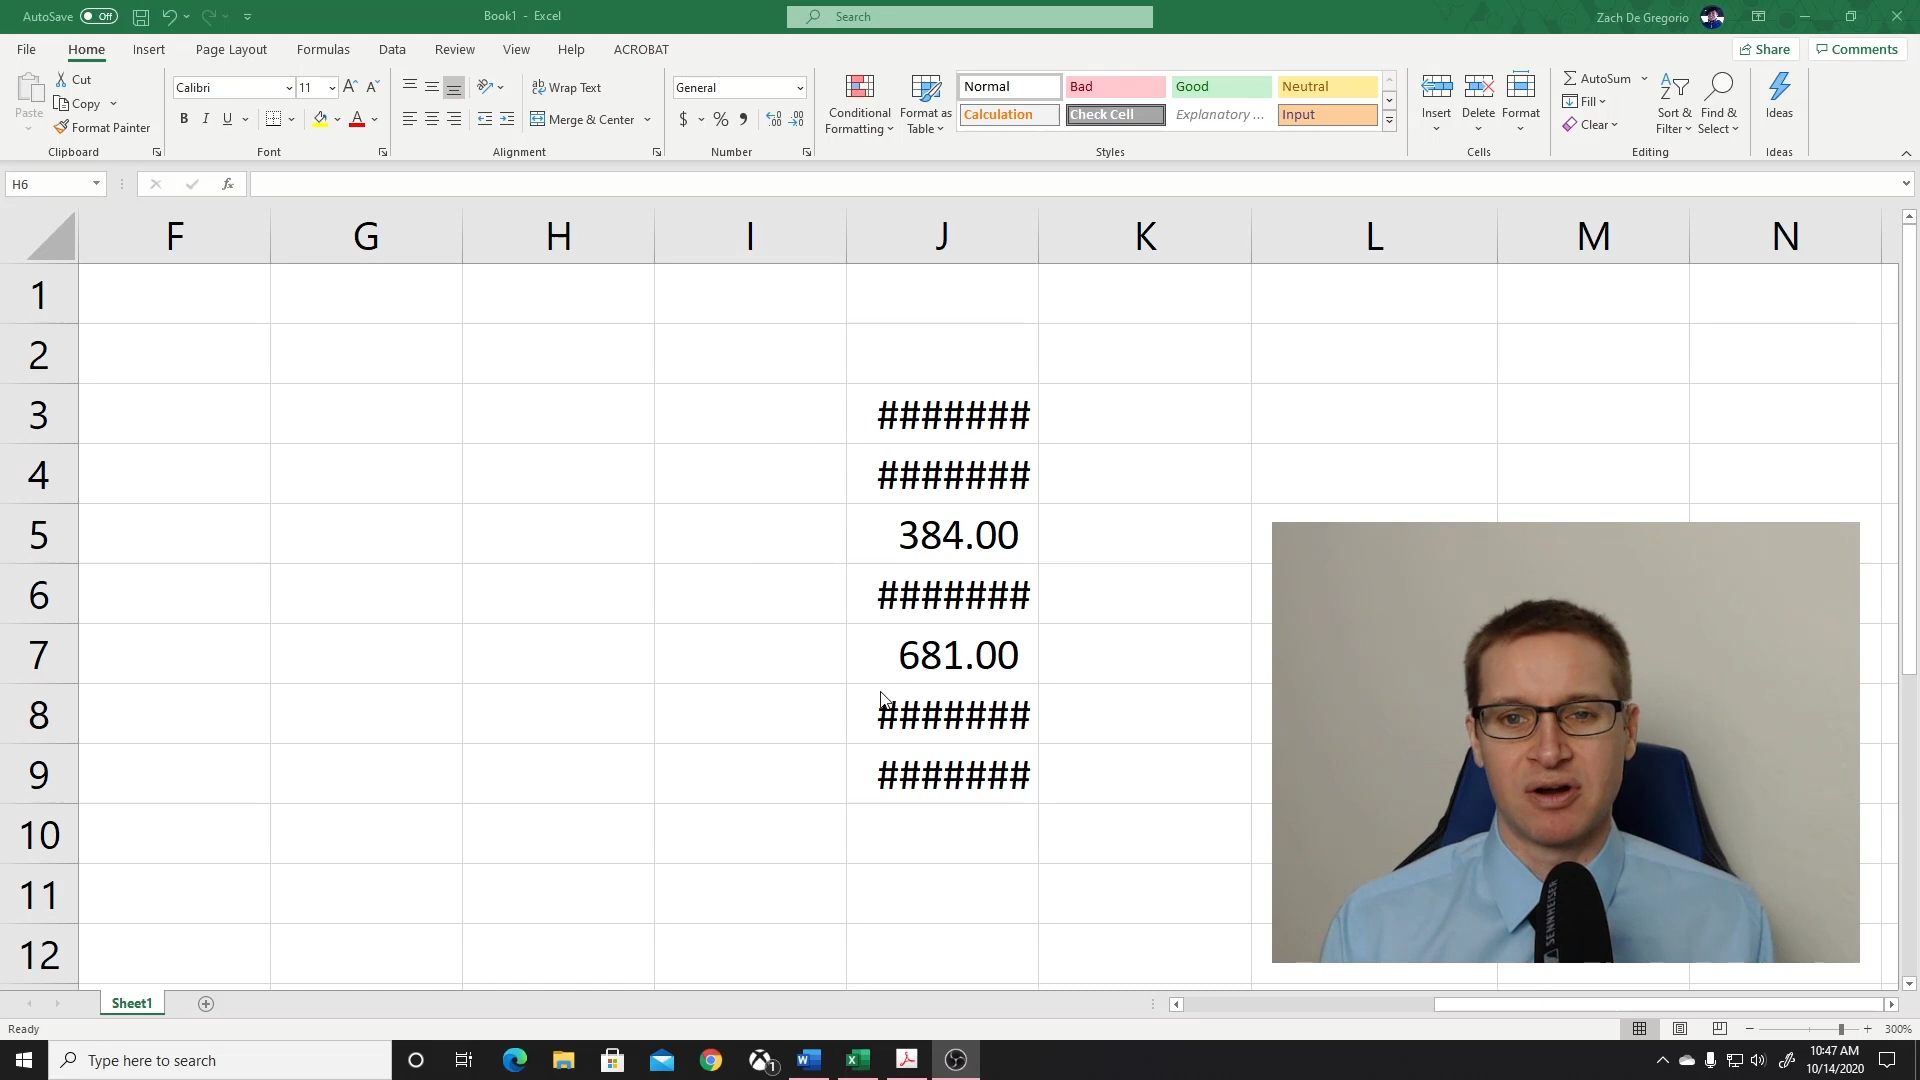 AutoSave Off
Book1 - Excel
Search
Zach De Gregorio
File Home Insert Page Layout Formulas Data Review View Help ACROBAT
Share Comments
Paste
Cut
Copy
Format Painter
Clipboard
Calibri 11 A A
B I U A
Font
Wrap Text
Merge & Center
Alignment
General
$ % 9 .00
Number
Conditional Formatting
Format as Table
Normal Bad Good Neutral
Calculation Check Cell Explanatory ... Input
Styles
Insert Delete Format
Cells
AutoSum
Fill
Clear
Sort & Filter
Find & Select
Editing
Ideas
Ideas
H6 fx
F G H I J K L M N
1
2
3 #######
4 #######
5 384.00
6 #######
7 681.00
8 #######
9 #######
10
11
12
SENNHEISER
Sheet1
Ready
300%
Type here to search
1
10:47 AM
10/14/2020